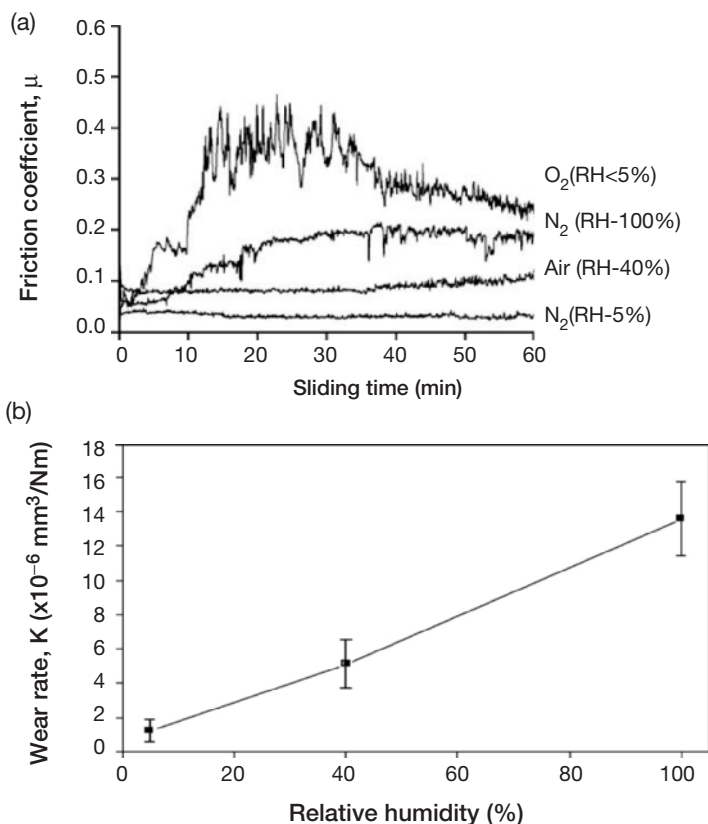 (a)
0.6
0.5
0.4
0.3
0.2
0.1
0.0
Friction coeffcient, µ
O₂(RH<5%)
N₂ (RH-100%)
Air (RH-40%)
N₂(RH-5%)
0 10 20 30 40 50 60
Sliding time (min)
(b)
18
16
14
12
10
8
6
4
2
0
Wear rate, K (x10⁻⁶ mm³/Nm)
0 20 40 60 80 100
Relative humidity (%)